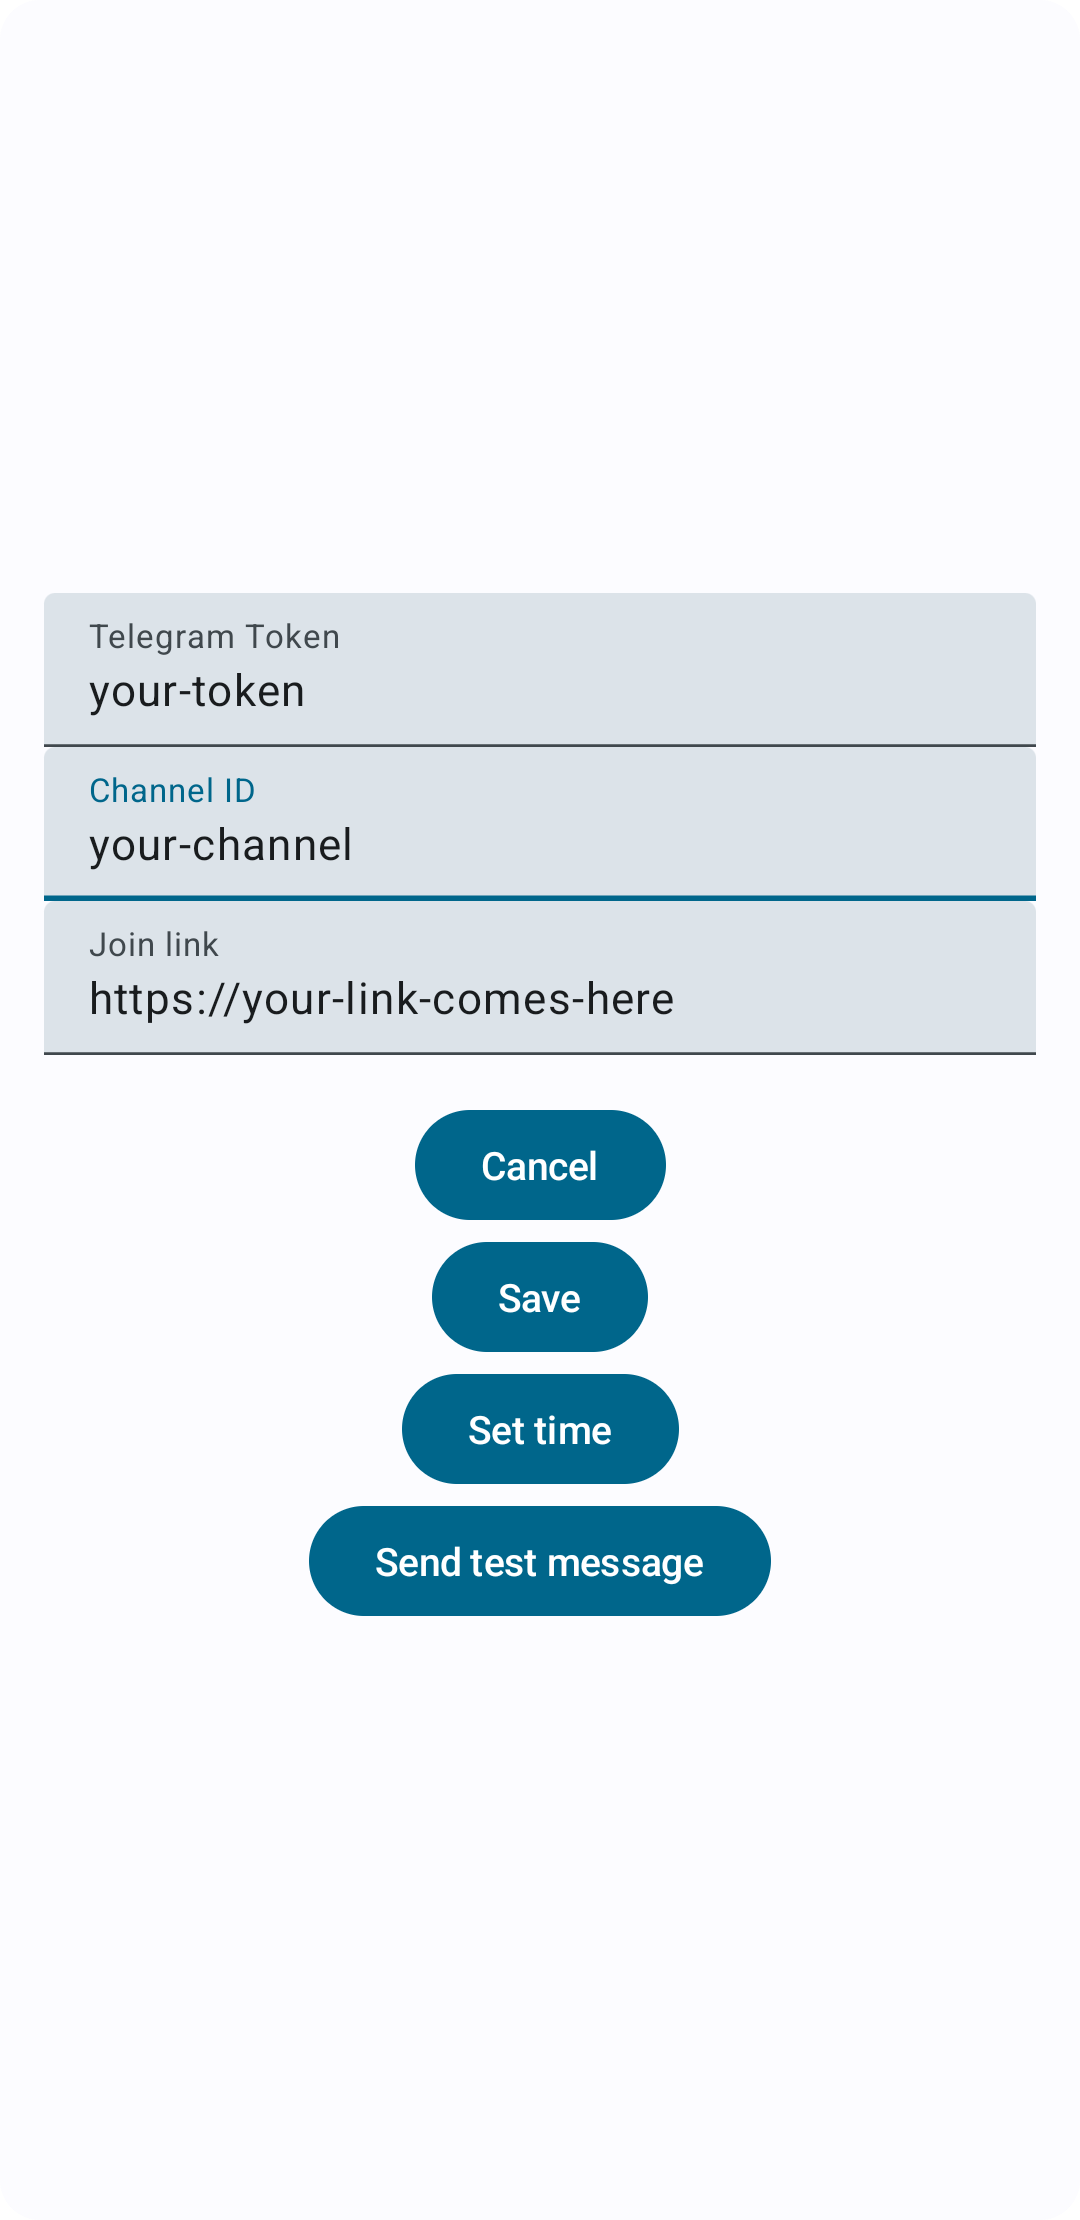 Telegram Token
your-token
Channel ID
your-channel
Join link
https://your-link-comes-here
Cancel
Save
Set time
Send test message